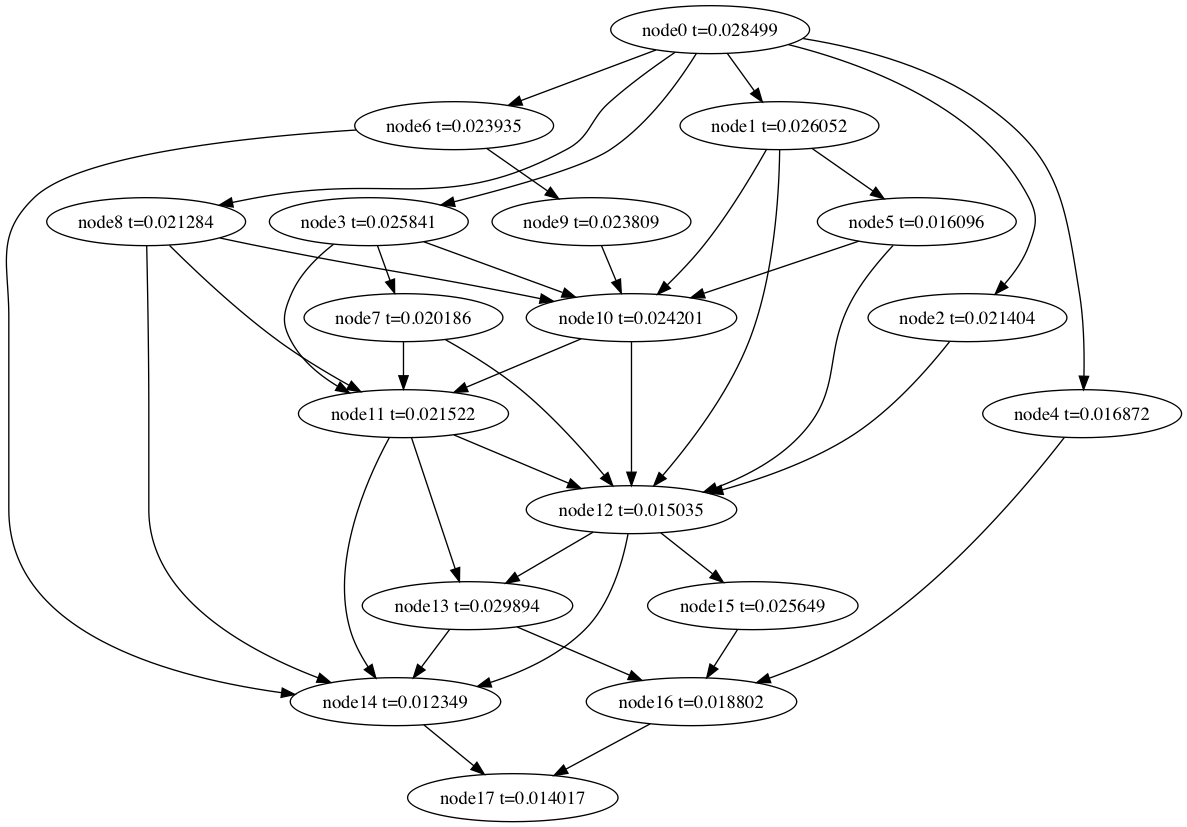 node0 t=0.028499
node6 t=0.023935
node1 t=0.026052
node8 t=0.021284
node3 t=0.025841
node9 t=0.023809
node5 t=0.016096
node7 t=0.020186
node10 t=0.024201
node2 t=0.021404
node11 t=0.021522
node4 t=0.016872
node12 t=0.015035
node13 t=0.029894
node15 t=0.025649
node14 t=0.012349
node16 t=0.018802
node17 t=0.014017